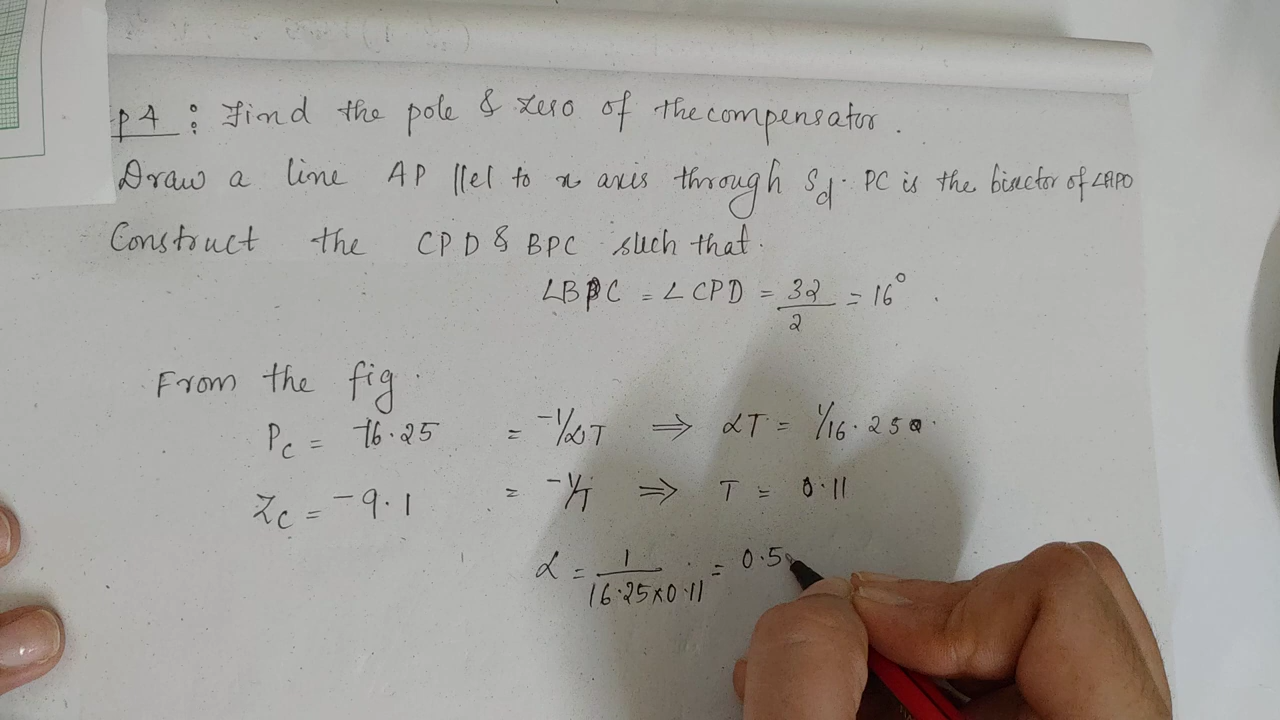 p 4 : Find the pole & zero of the compensator.
Draw a line AP llel to x axis through Sd. PC is the bisector of ∠APO
Construct the CPD & BPC such that.
∠BPC = ∠CPD = 32/2 = 16° .
From the fig.
Pc = -16.25 = -1/αT ⇒ αT = 1/16.25 .
Zc = -9.1 = -1/T ⇒ T = 0.11
α = 1/16.25×0.11 = 0.5